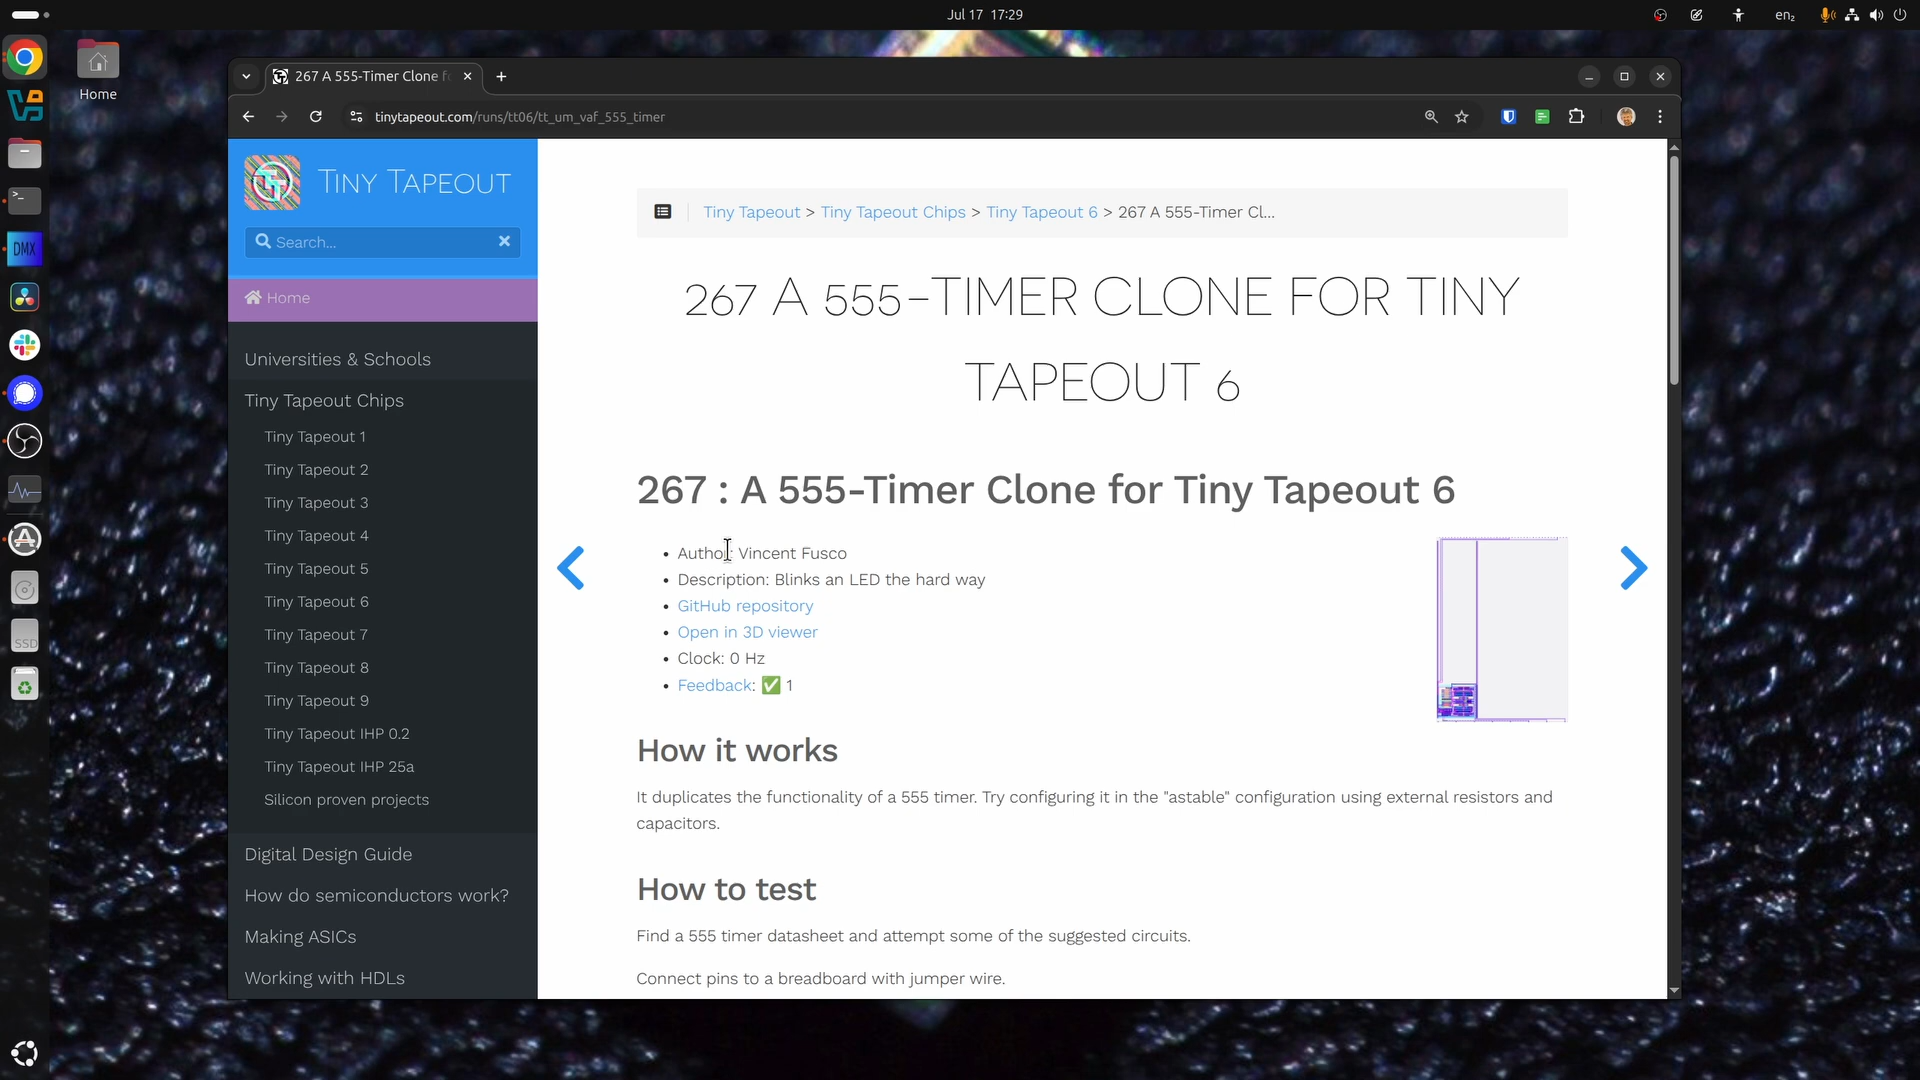 Jul 17 17:29
en₂
Home
267 A 555-Timer Clone f
tinytapeout.com/runs/tt06/tt_um_vaf_555_timer
DMX
SSD
TINY TAPEOUT
Search...
Home
Universities & Schools
Tiny Tapeout Chips
Tiny Tapeout 1
Tiny Tapeout 2
Tiny Tapeout 3
Tiny Tapeout 4
Tiny Tapeout 5
Tiny Tapeout 6
Tiny Tapeout 7
Tiny Tapeout 8
Tiny Tapeout 9
Tiny Tapeout IHP 0.2
Tiny Tapeout IHP 25a
Silicon proven projects
Digital Design Guide
How do semiconductors work?
Making ASICs
Working with HDLs
Tiny Tapeout > Tiny Tapeout Chips > Tiny Tapeout 6 > 267 A 555-Timer Cl...
267 A 555-TIMER CLONE FOR TINY
TAPEOUT 6
267 : A 555-Timer Clone for Tiny Tapeout 6
• Author: Vincent Fusco
• Description: Blinks an LED the hard way
• GitHub repository
• Open in 3D viewer
• Clock: 0 Hz
• Feedback: ✅ 1
How it works
It duplicates the functionality of a 555 timer. Try configuring it in the "astable" configuration using external resistors and
capacitors.
How to test
Find a 555 timer datasheet and attempt some of the suggested circuits.
Connect pins to a breadboard with jumper wire.